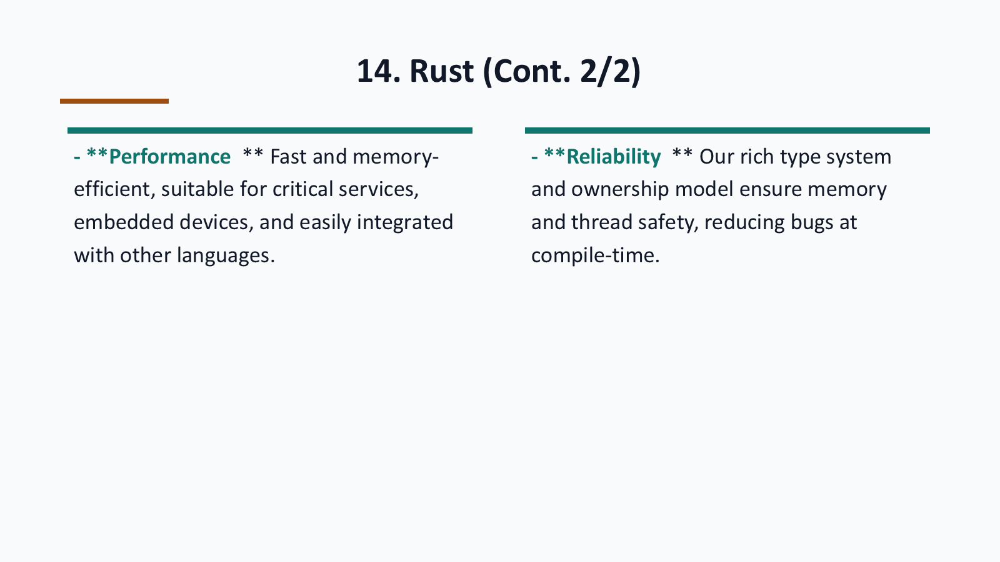 14. Rust (Cont. 2/2)
- **Performance ** Fast and memory-
efficient, suitable for critical services,
embedded devices, and easily integrated
with other languages.
- **Reliability ** Our rich type system
and ownership model ensure memory
and thread safety, reducing bugs at
compile-time.